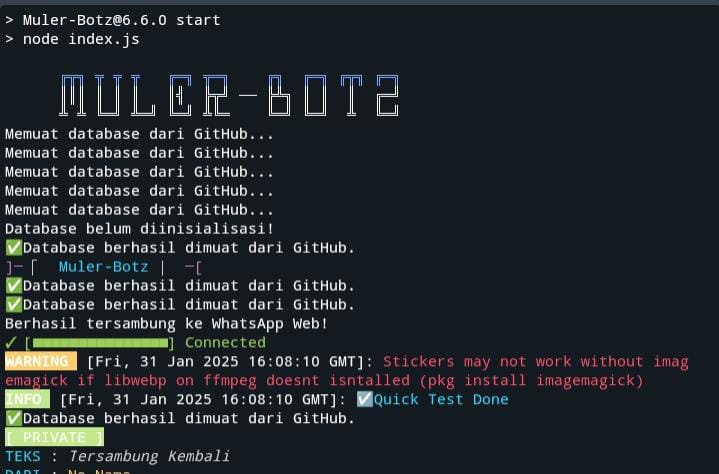 > Muler-Botz@6.6.0 start
> node index.js
MULER-BOTZ
Memuat database dari GitHub...
Memuat database dari GitHub...
Memuat database dari GitHub...
Memuat database dari GitHub...
Memuat database dari GitHub...
Database belum diinisialisasi!
✅Database berhasil dimuat dari GitHub.
]─ ⎡ Muler-Botz | ─[
✅Database berhasil dimuat dari GitHub.
✅Database berhasil dimuat dari GitHub.
Berhasil tersambung ke WhatsApp Web!
✓ [■■■■■■■■■■■■■■■] Connected
WARNING [Fri, 31 Jan 2025 16:08:10 GMT]: Stickers may not work without imag
emagick if libwebp on ffmpeg doesnt isntalled (pkg install imagemagick)
INFO [Fri, 31 Jan 2025 16:08:10 GMT]: ☑️Quick Test Done
✅Database berhasil dimuat dari GitHub.
[ PRIVATE ]
TEKS : Tersambung Kembali
DARI : No Name